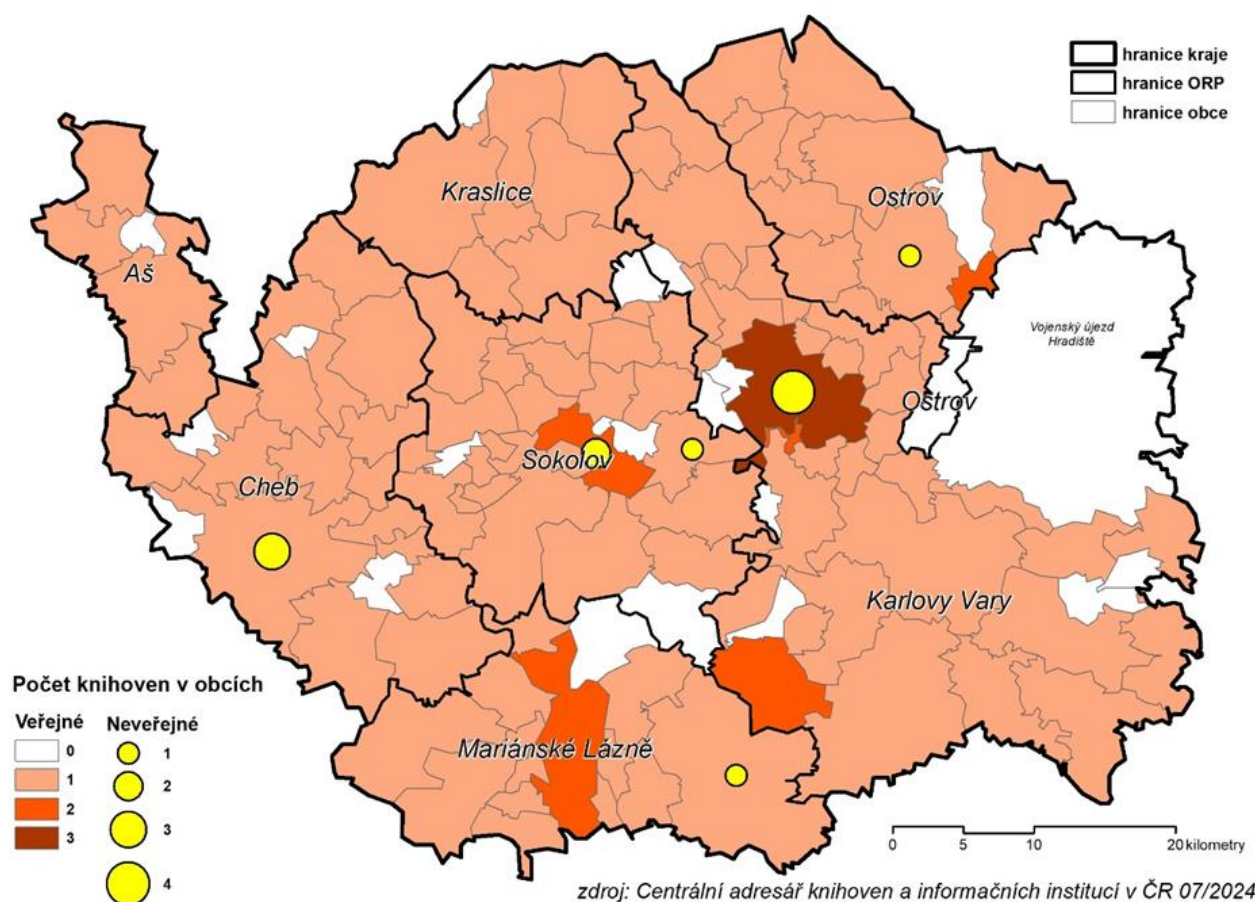 hranice kraje
hranice ORP
hranice obce
Kraslice
Ostrov
Aš
Vojenský újezd
Hradiště
Ostrov
Sokolov
Cheb
Karlovy Vary
Mariánské Lázně
Počet knihoven v obcích
Veřejné Neveřejné
0
1
2
3
1
2
3
4
0 5 10 20 kilometry
zdroj: Centrální adresář knihoven a informačních institucí v ČR 07/2024